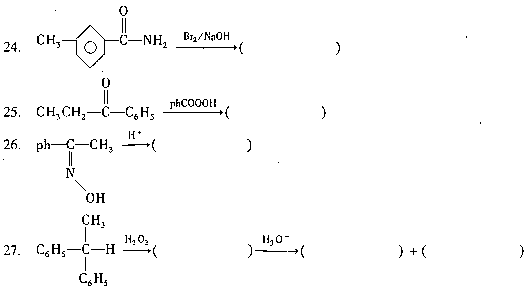 O
24. CH₃ C—NH₂ Br₂/NaOH ( )
O
25. CH₃CH₂—C—C₆H₅ phCOOOH ( )
26. ph—C—CH₃ H⁺ ( )
N
OH
CH₃
27. C₆H₅—C—H H₂O₂ ( ) H₃O⁻ ( ) + ( )
C₆H₅